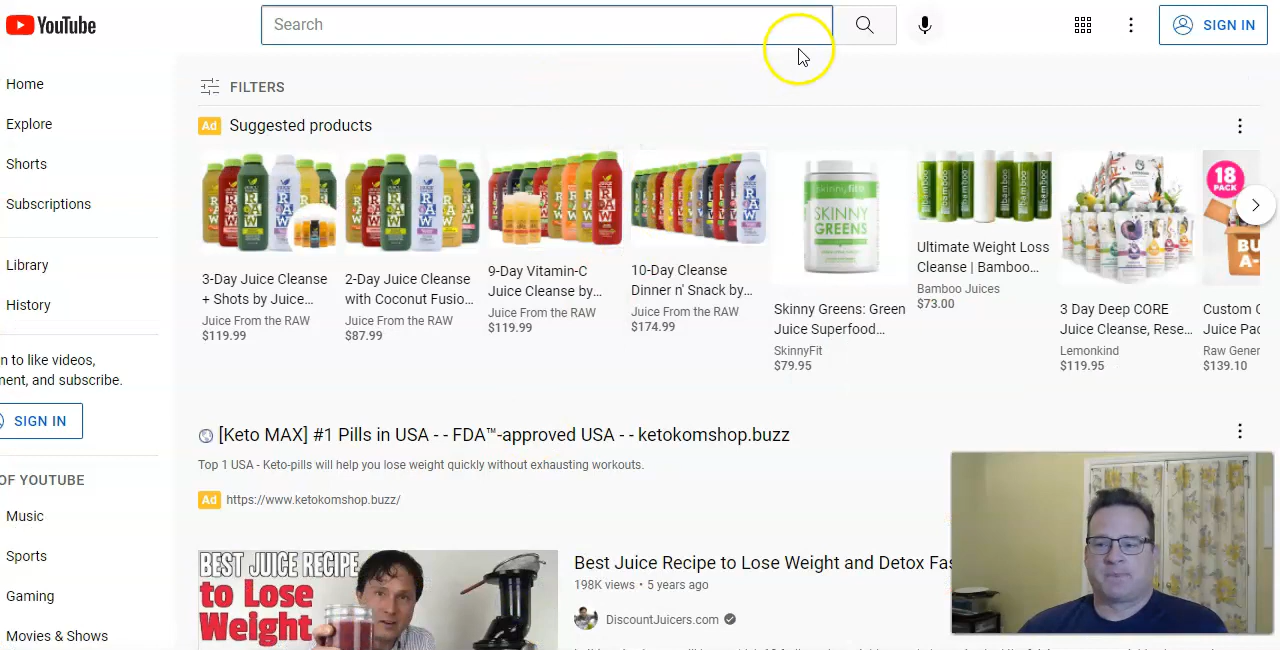 YouTube
Search
SIGN IN
Home
Explore
Shorts
Subscriptions
Library
History
n to like videos,
ment, and subscribe.
SIGN IN
OF YOUTUBE
Music
Sports
Gaming
Movies & Shows
FILTERS
Ad Suggested products
3-Day Juice Cleanse
+ Shots by Juice...
Juice From the RAW
$119.99
2-Day Juice Cleanse
with Coconut Fusio...
Juice From the RAW
$87.99
9-Day Vitamin-C
Juice Cleanse by...
Juice From the RAW
$119.99
10-Day Cleanse
Dinner n' Snack by...
Juice From the RAW
$174.99
skinnyfit
SKINNY
GREENS
Skinny Greens: Green
Juice Superfood...
SkinnyFit
$79.95
bamboo
Ultimate Weight Loss
Cleanse | Bamboo...
Bamboo Juices
$73.00
3 Day Deep CORE
Juice Cleanse, Rese...
Lemonkind
$119.95
18
PACK
BU
A-
Custom C
Juice Pac
Raw Gener
$139.10
[Keto MAX] #1 Pills in USA - - FDA™-approved USA - - ketokomshop.buzz
Top 1 USA - Keto-pills will help you lose weight quickly without exhausting workouts.
Ad https://www.ketokomshop.buzz/
BEST JUICE RECIPE
to Lose
Weight
Best Juice Recipe to Lose Weight and Detox Fas
198K views • 5 years ago
DiscountJuicers.com